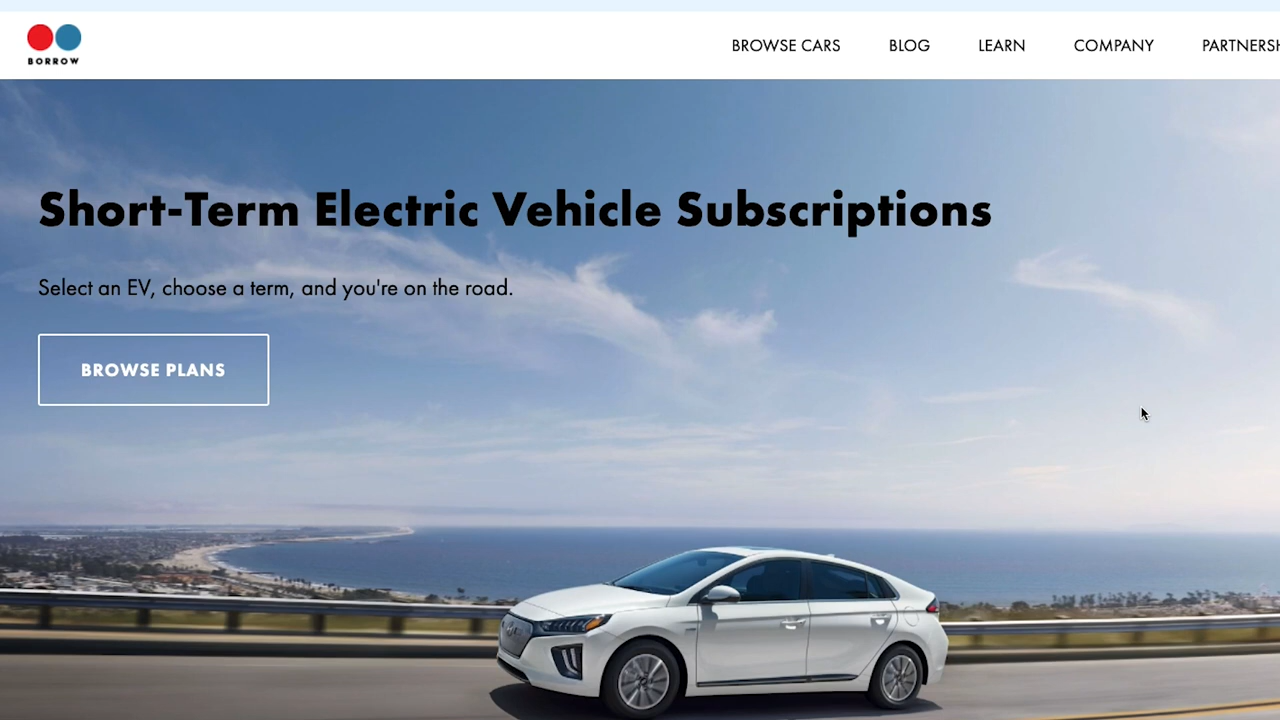 BORROW
BROWSE CARS
BLOG
LEARN
COMPANY
Short-Term Electric Vehicle Subscriptions
Select an EV, choose a term, and you're on the road.
BROWSE PLANS